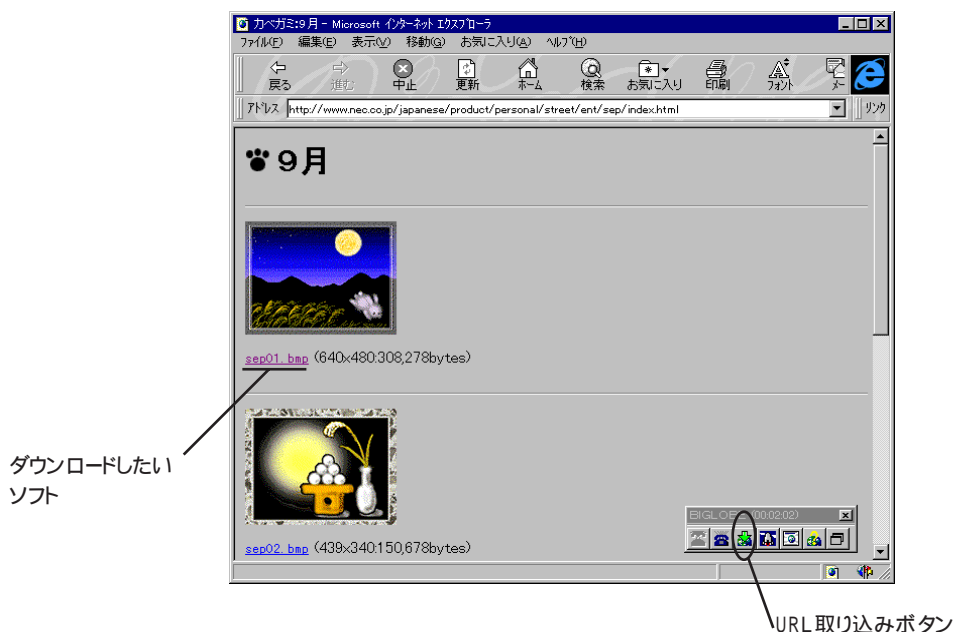 カベガミ:9月 - Microsoft インターネット エクスプローラ
ファイル(F) 編集(E) 表示(V) 移動(G) お気に入り(A) ヘルプ(H)
戻る 進む 中止 更新 ホーム 検索 お気に入り 印刷 フォント メー
アドレス http://www.nec.co.jp/japanese/product/personal/street/ent/sep/index.html リンク
9月
sep01.bmp (640×480:308,278bytes)
ダウンロードしたい
ソフト
BIGLOBE (00:02:02)
sep02.bmp (439×340:150,678bytes)
URL取り込みボタン